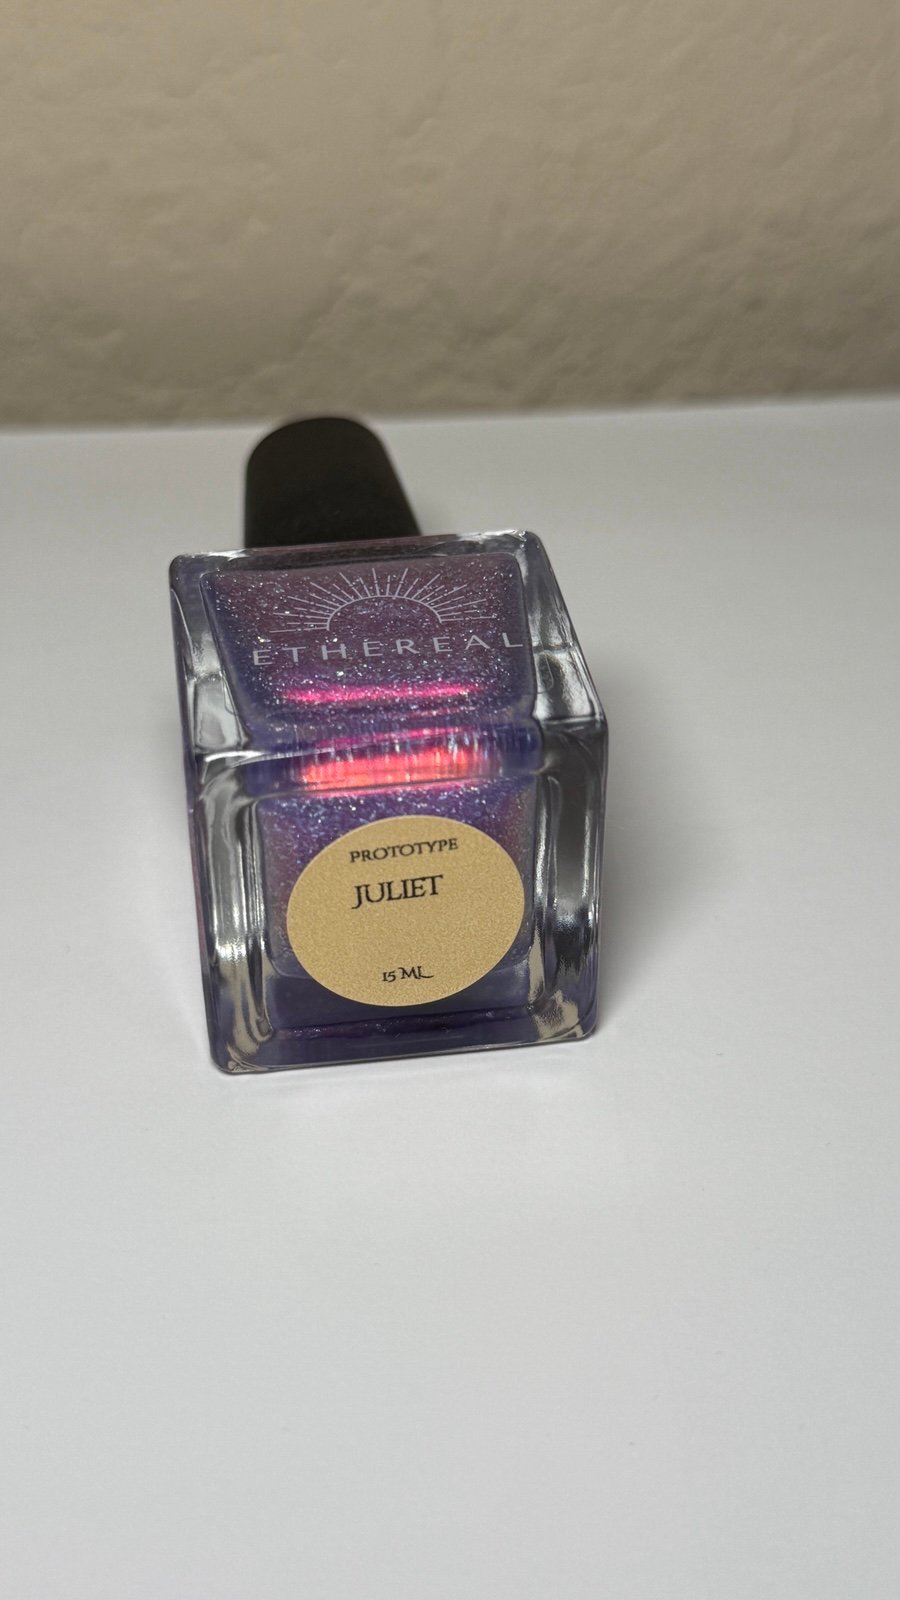 ETHEREAL
PROTOTYPE
JULIET
15 ML